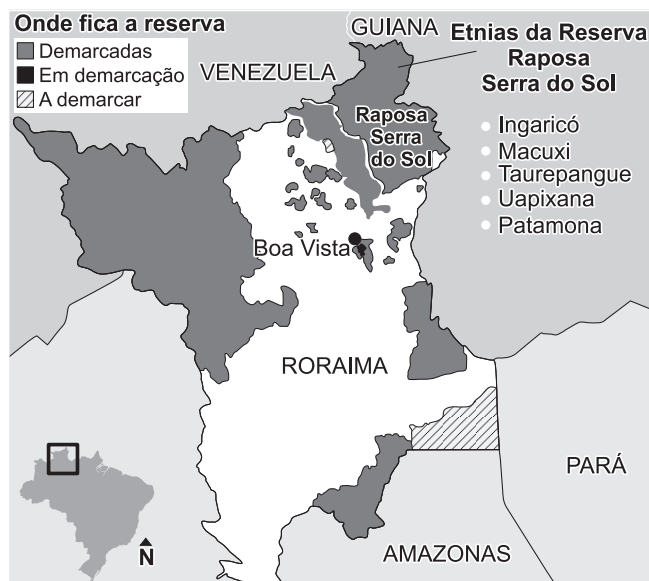 Onde fica a reserva
Demarcadas
Em demarcação
A demarcar
GUIANA
VENEZUELA
Etnias da Reserva
Raposa
Serra do Sol
Ingaricó
Macuxi
Taurepangue
Uapixana
Patamona
Raposa
Serra
do Sol
Boa Vista
RORAIMA
PARÁ
AMAZONAS
N